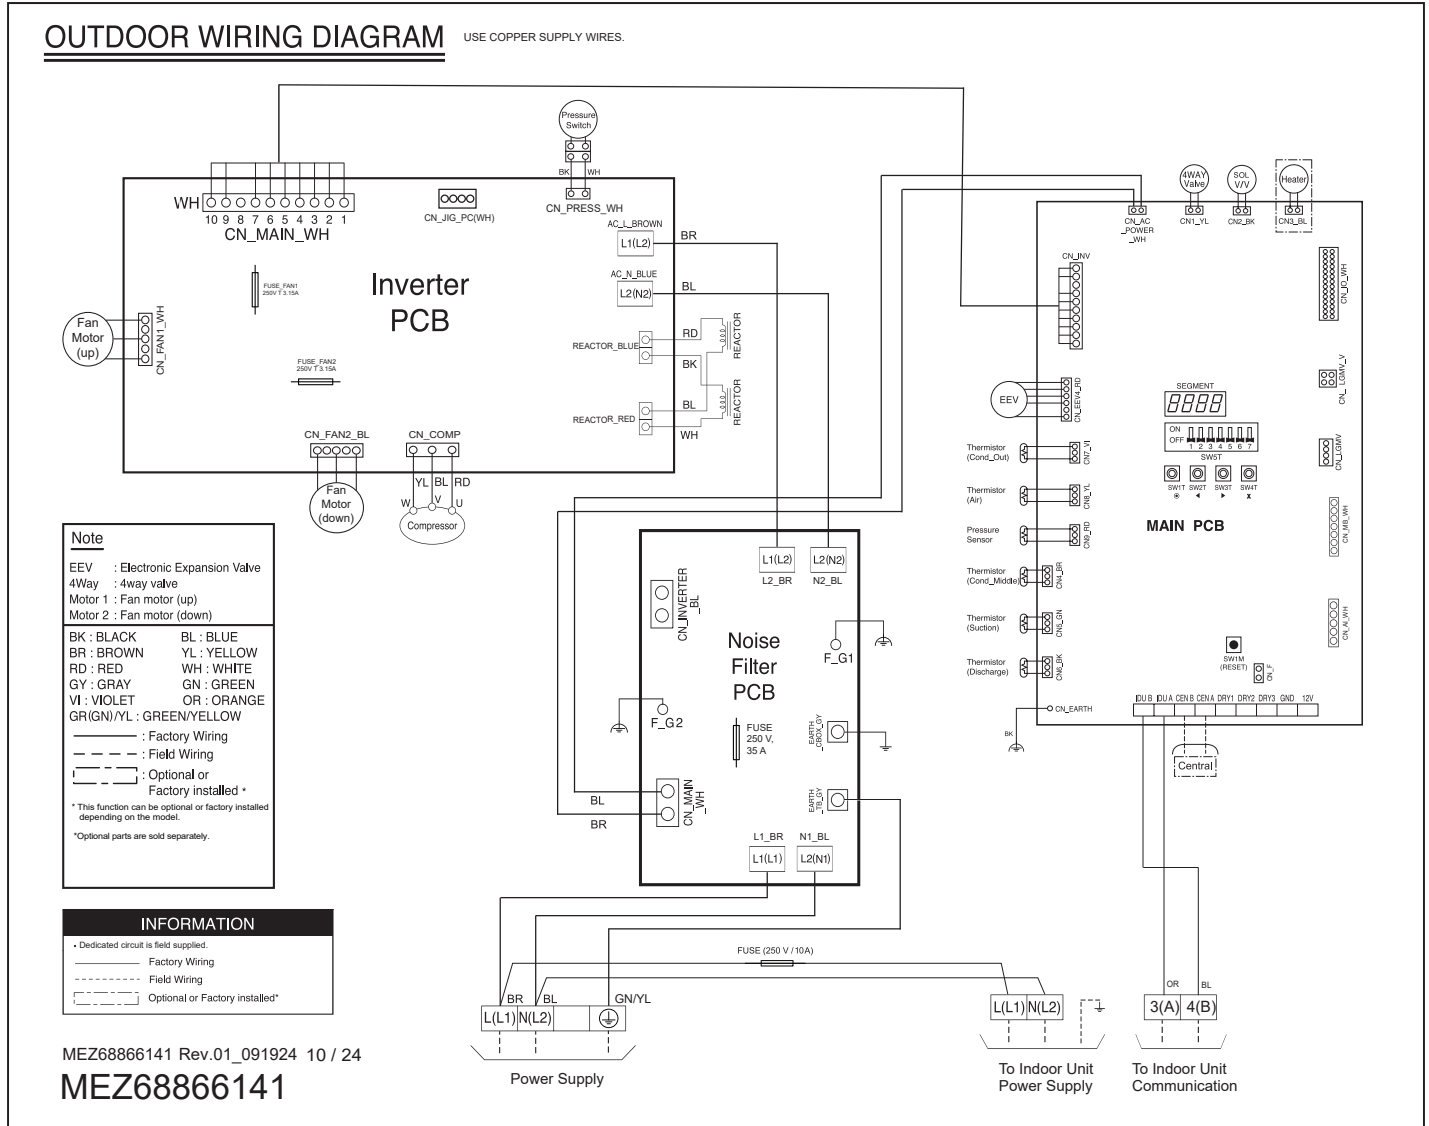 OUTDOOR WIRING DIAGRAM
USE COPPER SUPPLY WIRES.
Pressure
Switch
BK
WH
CN_PRESS_WH
WH
10 9 8 7 6 5 4 3 2 1
CN_MAIN_WH
CN_JIG_PC(WH)
AC_L_BROWN
L1(L2)
BR
AC_N_BLUE
L2(N2)
BL
Inverter
PCB
FUSE_FAN1
250V T 3.15A
FUSE_FAN2
250V T 3.15A
Fan
Motor
(up)
CN_FAN1_WH
REACTOR_BLUE
RD
BK
REACTOR
REACTOR_RED
BL
WH
REACTOR
CN_FAN2_BL
Fan
Motor
(down)
CN_COMP
YL BL RD
W V U
Compressor
4WAY
Valve
SOL
V/V
Heater
CN_AC
_POWER
_WH
CN1_YL
CN2_BK
CN3_BL
CN_INV
CN_IO_WH
CN_LGMV_V
CN_LGMV
CN_MB_WH
CN_AI_WH
EEV
CN_EEV4_RD
SEGMENT
8888
ON
OFF
1 2 3 4 5 6 7
SW5T
SW1T SW2T SW3T SW4T
X
MAIN PCB
Thermistor
(Cond_Out)
CN7_VI
Thermistor
(Air)
CN8_YL
Pressure
Sensor
CN9_RD
Thermistor
(Cond_Middle)
CN4_BR
Thermistor
(Suction)
CN5_GN
Thermistor
(Discharge)
CN6_BK
CN_EARTH
BK
SW1M
(RESET)
CN_F
IDU B IDU A CEN B CEN A DRY1 DRY2 DRY3 GND 12V
Central
OR
BL
3(A) 4(B)
To Indoor Unit
Communication
L1(L2)
L2_BR
L2(N2)
N2_BL
CN_INVERTER
_BL
Noise
Filter
PCB
F_G1
F_G2
FUSE
250 V,
35 A
EARTH
_CBOX_GY
EARTH
_TB_GY
CN_MAIN
_WH
BL
BR
L1_BR
L1(L1)
N1_BL
L2(N1)
FUSE (250 V / 10A)
BR
BL
GN/YL
L(L1) N(L2)
Power Supply
L(L1) N(L2)
To Indoor Unit
Power Supply
Note
EEV : Electronic Expansion Valve
4Way : 4way valve
Motor 1 : Fan motor (up)
Motor 2 : Fan motor (down)
BK : BLACK BL : BLUE
BR : BROWN YL : YELLOW
RD : RED WH : WHITE
GY : GRAY GN : GREEN
VI : VIOLET OR : ORANGE
GR(GN)/YL : GREEN/YELLOW
: Factory Wiring
: Field Wiring
: Optional or
Factory installed *
* This function can be optional or factory installed
depending on the model.
*Optional parts are sold separately.
INFORMATION
• Dedicated circuit is field supplied.
Factory Wiring
Field Wiring
Optional or Factory installed*
MEZ68866141 Rev.01_091924 10 / 24
MEZ68866141